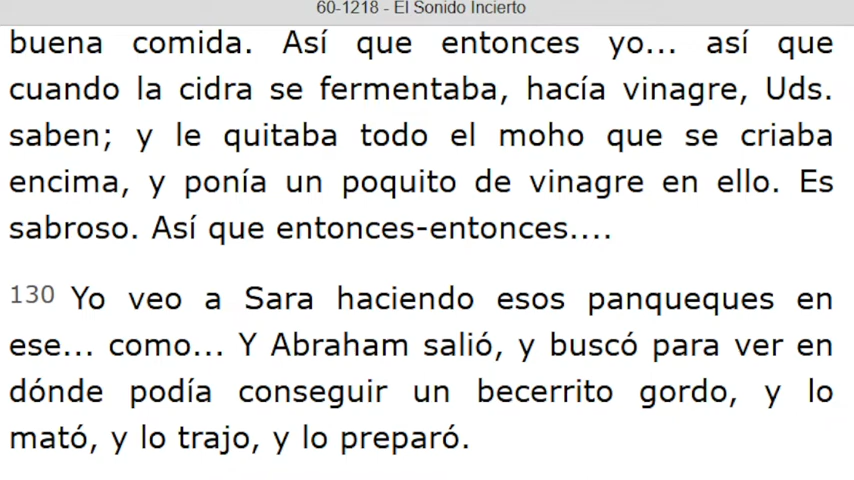 60-1218 - El Sonido Incierto
buena comida. Así que entonces yo... así que
cuando la cidra se fermentaba, hacía vinagre, Uds.
saben; y le quitaba todo el moho que se criaba
encima, y ponía un poquito de vinagre en ello. Es
sabroso. Así que entonces-entonces....
130 Yo veo a Sara haciendo esos panqueques en
ese... como... Y Abraham salió, y buscó para ver en
dónde podía conseguir un becerrito gordo, y lo
mató, y lo trajo, y lo preparó.